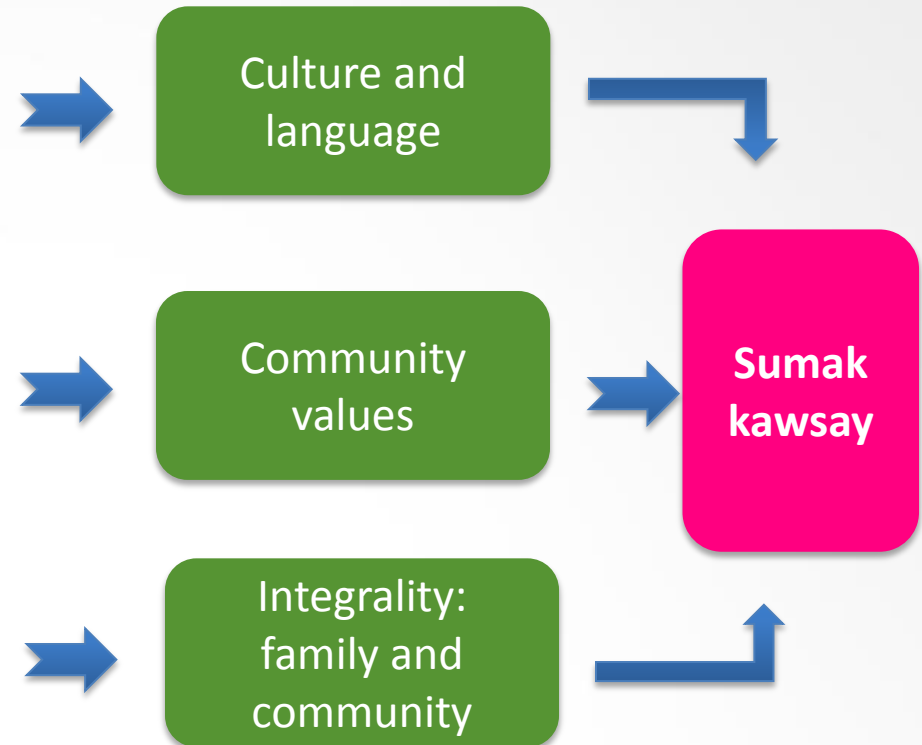 Culture and
language
Community
values
Sumak
kawsay
Integrality:
family and
community